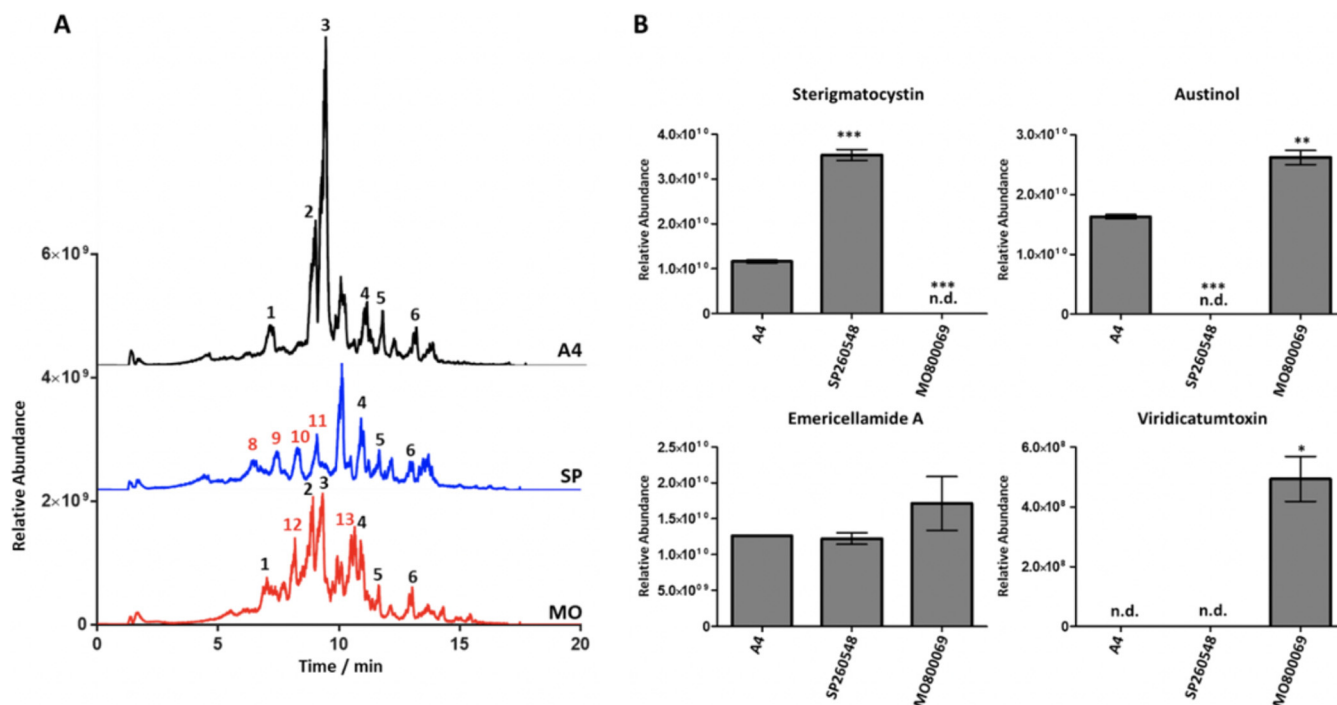 A
3
2
6×10⁹
1
4
5
6
A4
4×10⁹
8
9
10
11
4
5
6
SP
2×10⁹
2
3
12
13
4
1
5
6
MO
0
0
5
10
15
20
Time / min
Relative Abundance
B
Sterigmatocystin
Relative Abundance
4.0×10¹⁰
3.0×10¹⁰
2.0×10¹⁰
1.0×10¹⁰
0
***
***
n.d.
A4
SP260548
MO800069
Austinol
Relative Abundance
3.0×10¹⁰
2.0×10¹⁰
1.0×10¹⁰
0
***
n.d.
**
A4
SP260548
MO800069
Emericellamide A
Relative Abundance
2.5×10¹⁰
2.0×10¹⁰
1.5×10¹⁰
1.0×10¹⁰
5.0×10⁰⁹
0
A4
SP260548
MO800069
Viridicatumtoxin
Relative Abundance
6.0×10⁸
4.0×10⁸
2.0×10⁸
0
n.d.
n.d.
*
A4
SP260548
MO800069